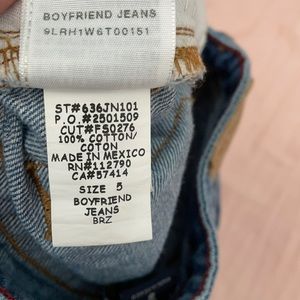 BOYFRIEND JEANS
9LRH1W6T00151
ST#636JN101
P.O.#2501509
CUT#FS0276
100% COTTON/
COTON
MADE IN MEXICO
RN#112790
CA#57414
SIZE 5
BOYFRIEND
JEANS
BRZ